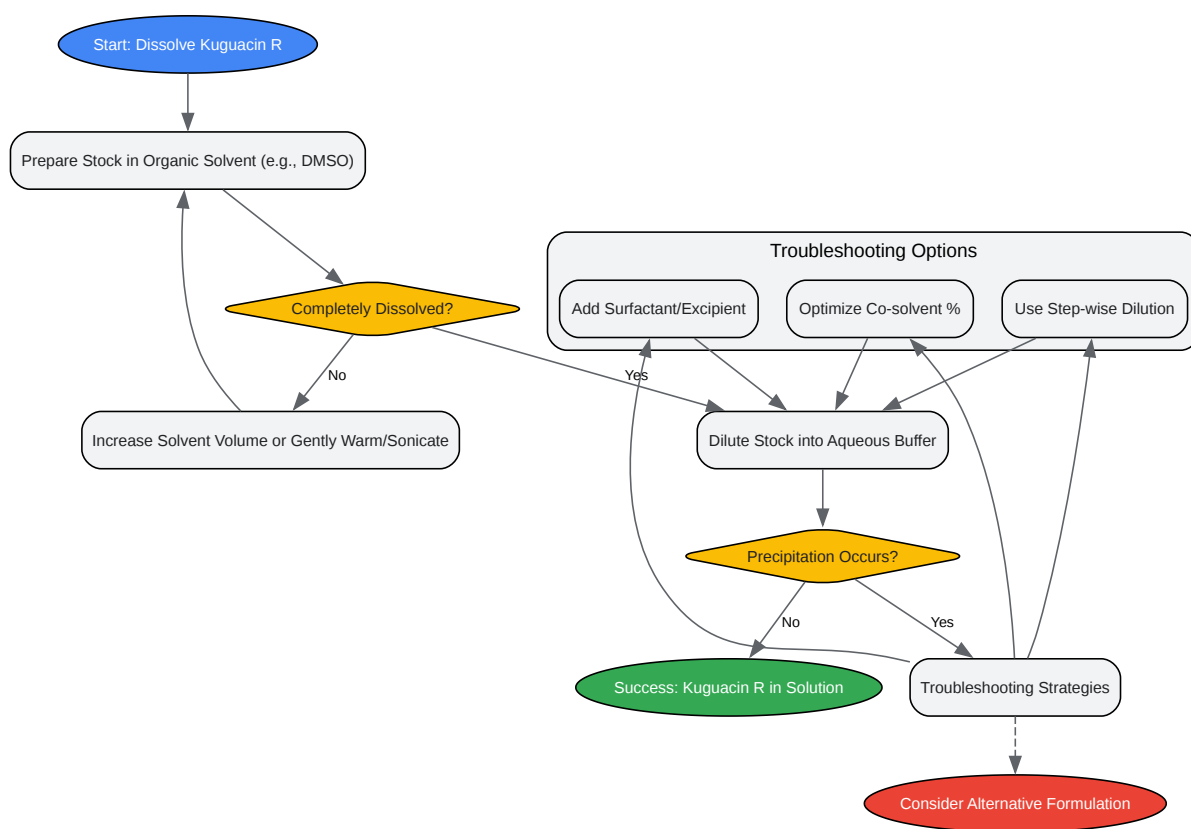 Start: Dissolve Kuguacin R
Prepare Stock in Organic Solvent (e.g., DMSO)
Troubleshooting Options
Completely Dissolved?
Add Surfactant/Excipient
Optimize Co-solvent %
Use Step-wise Dilution
No
Yes
Increase Solvent Volume or Gently Warm/Sonicate
Dilute Stock into Aqueous Buffer
Precipitation Occurs?
No
Yes
Success: Kuguacin R in Solution
Troubleshooting Strategies
Consider Alternative Formulation